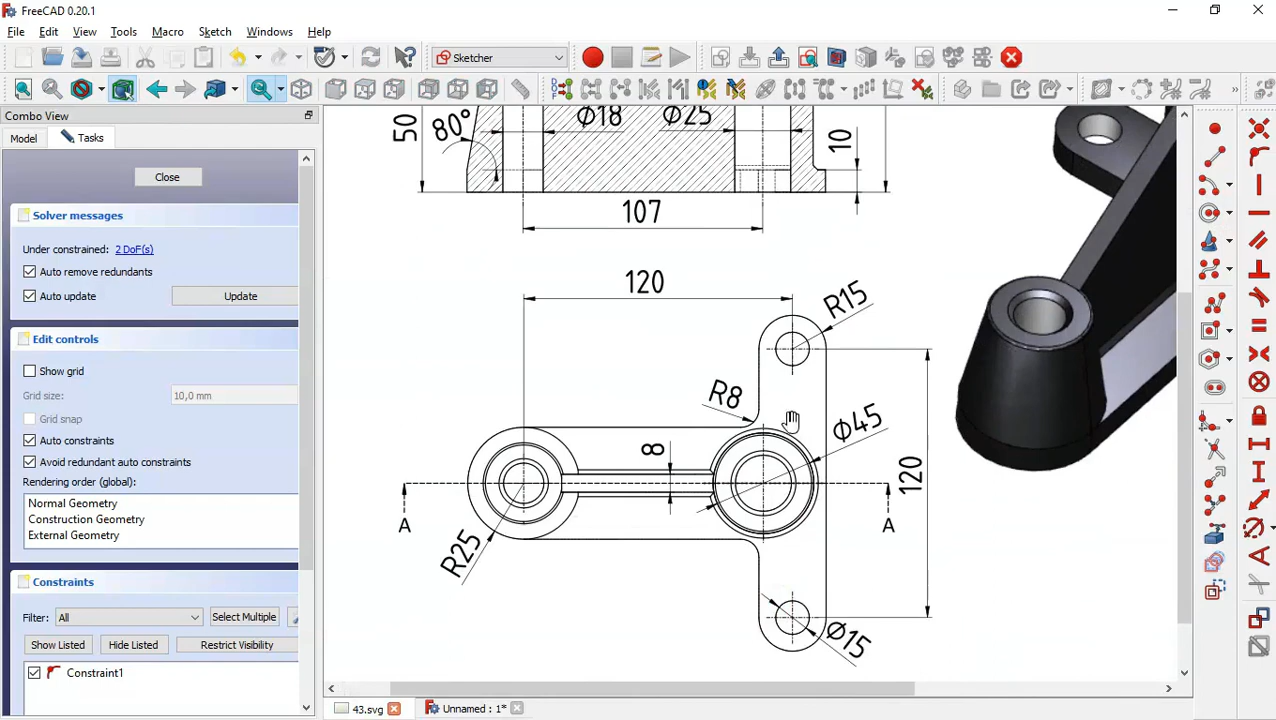 FreeCAD 0.20.1
File Edit View Tools Macro Sketch Windows Help
Sketcher
Combo View
Model Tasks
Close
Solver messages
Under constrained: 2 DoF(s)
Auto remove redundants
Auto update Update
Edit controls
Show grid
Grid size: 10,0 mm
Grid snap
Auto constraints
Avoid redundant auto constraints
Rendering order (global):
Normal Geometry
Construction Geometry
External Geometry
Constraints
Filter: All Select Multiple
Show Listed Hide Listed Restrict Visibility
Constraint1
50 80° Φ18 Φ25 10
107
120
R15
R8
Φ45
8
120
A A
R25
Φ15
43.svg Unnamed : 1*